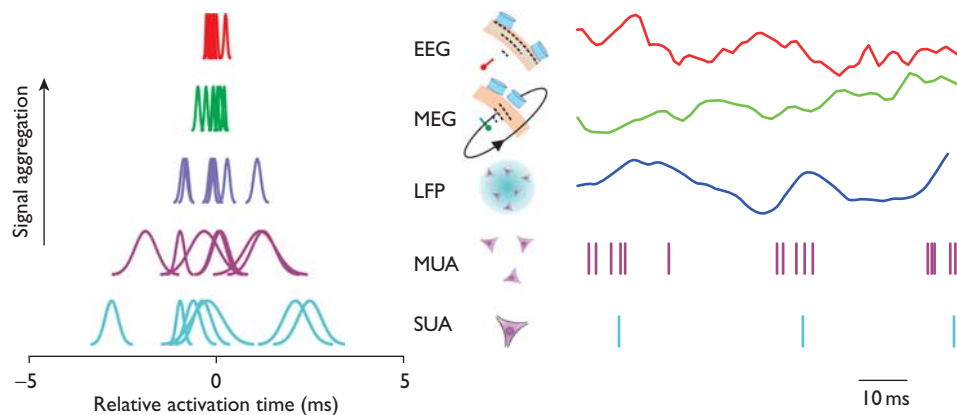 Signal aggregation
EEG
MEG
LFP
MUA
SUA
−5
0
5
Relative activation time (ms)
10 ms